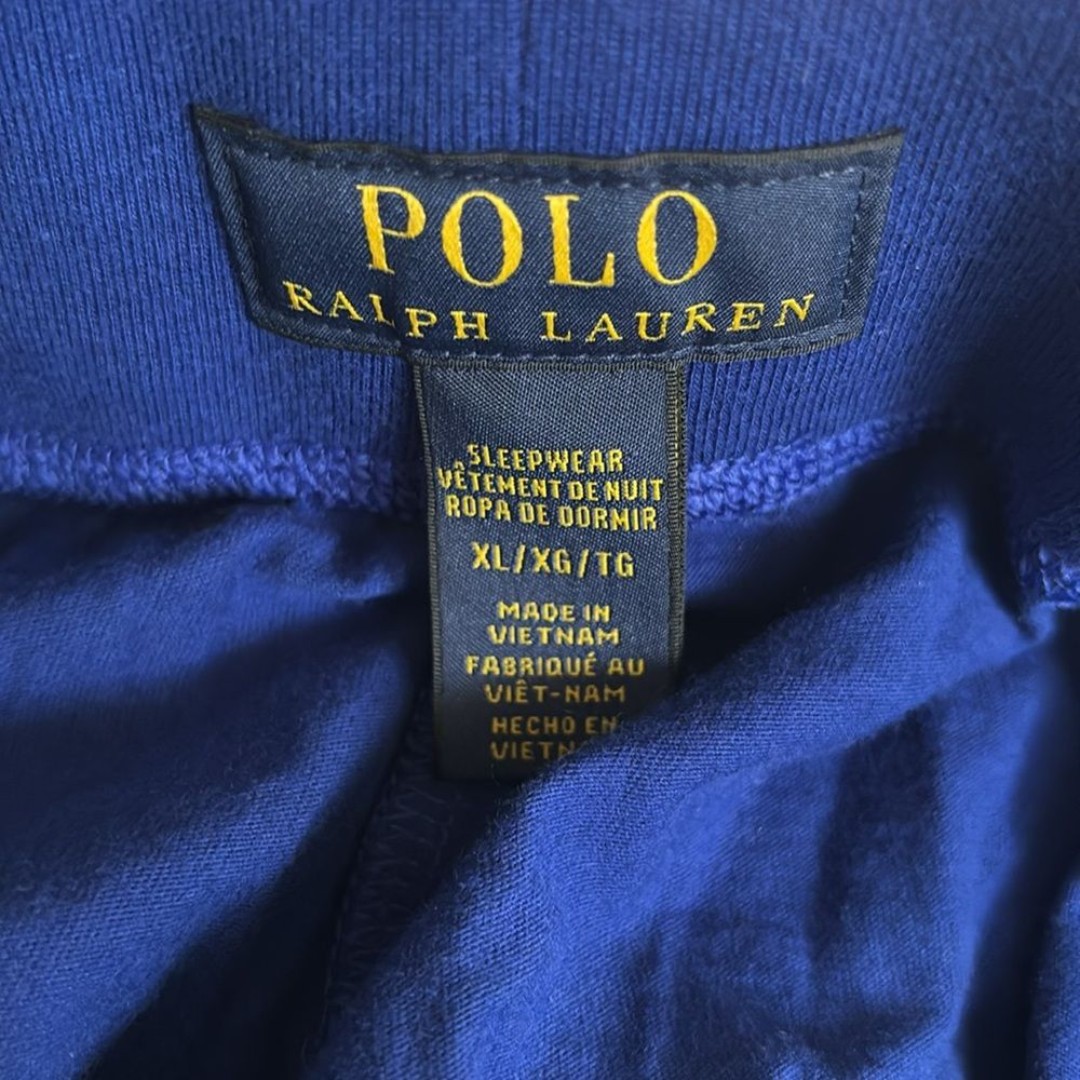 POLO
RALPH LAUREN
SLEEPWEAR
VÊTEMENT DE NUIT
ROPA DE DORMIR
XL/XG/TG
MADE IN
VIETNAM
FABRIQUÉ AU
VIÊT-NAM
HECHO EN